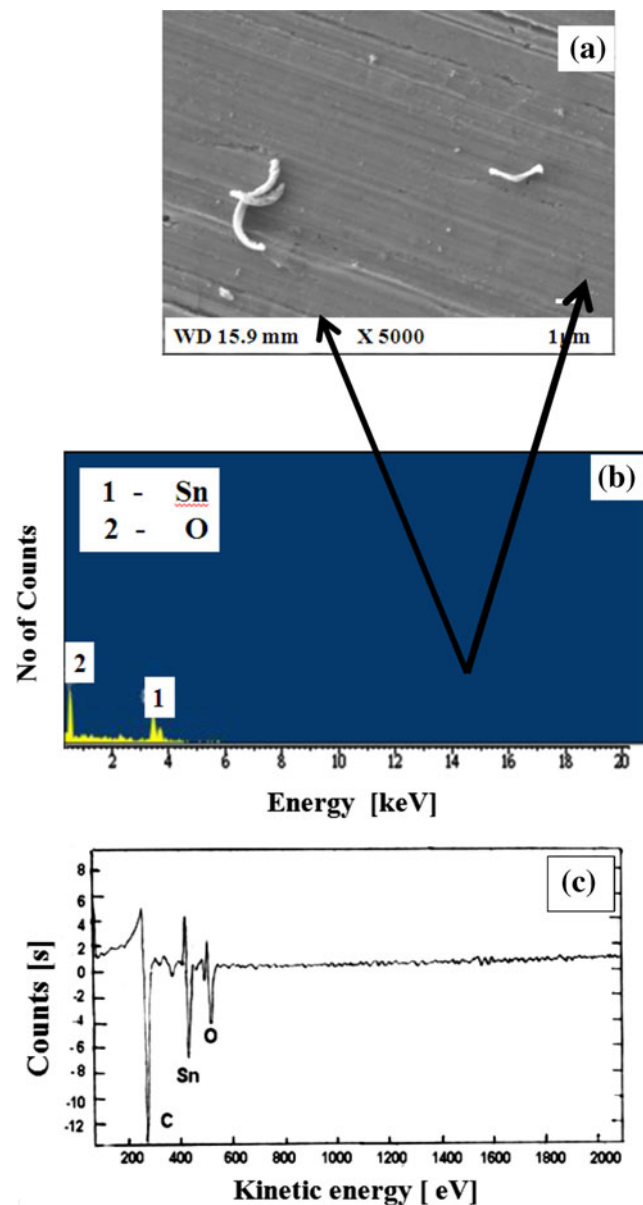 (a)
WD 15.9 mm X 5000 1µm
(b)
1 - Sn
2 - O
No of Counts
2
1
2 4 6 8 10 12 14 16 18 20
Energy [keV]
(c)
8
6
4
2
0
-2
-4
-6
-8
-10
-12
Counts [s]
O
Sn
C
200 400 600 800 1000 1200 1400 1600 1800 2000
Kinetic energy [ eV]